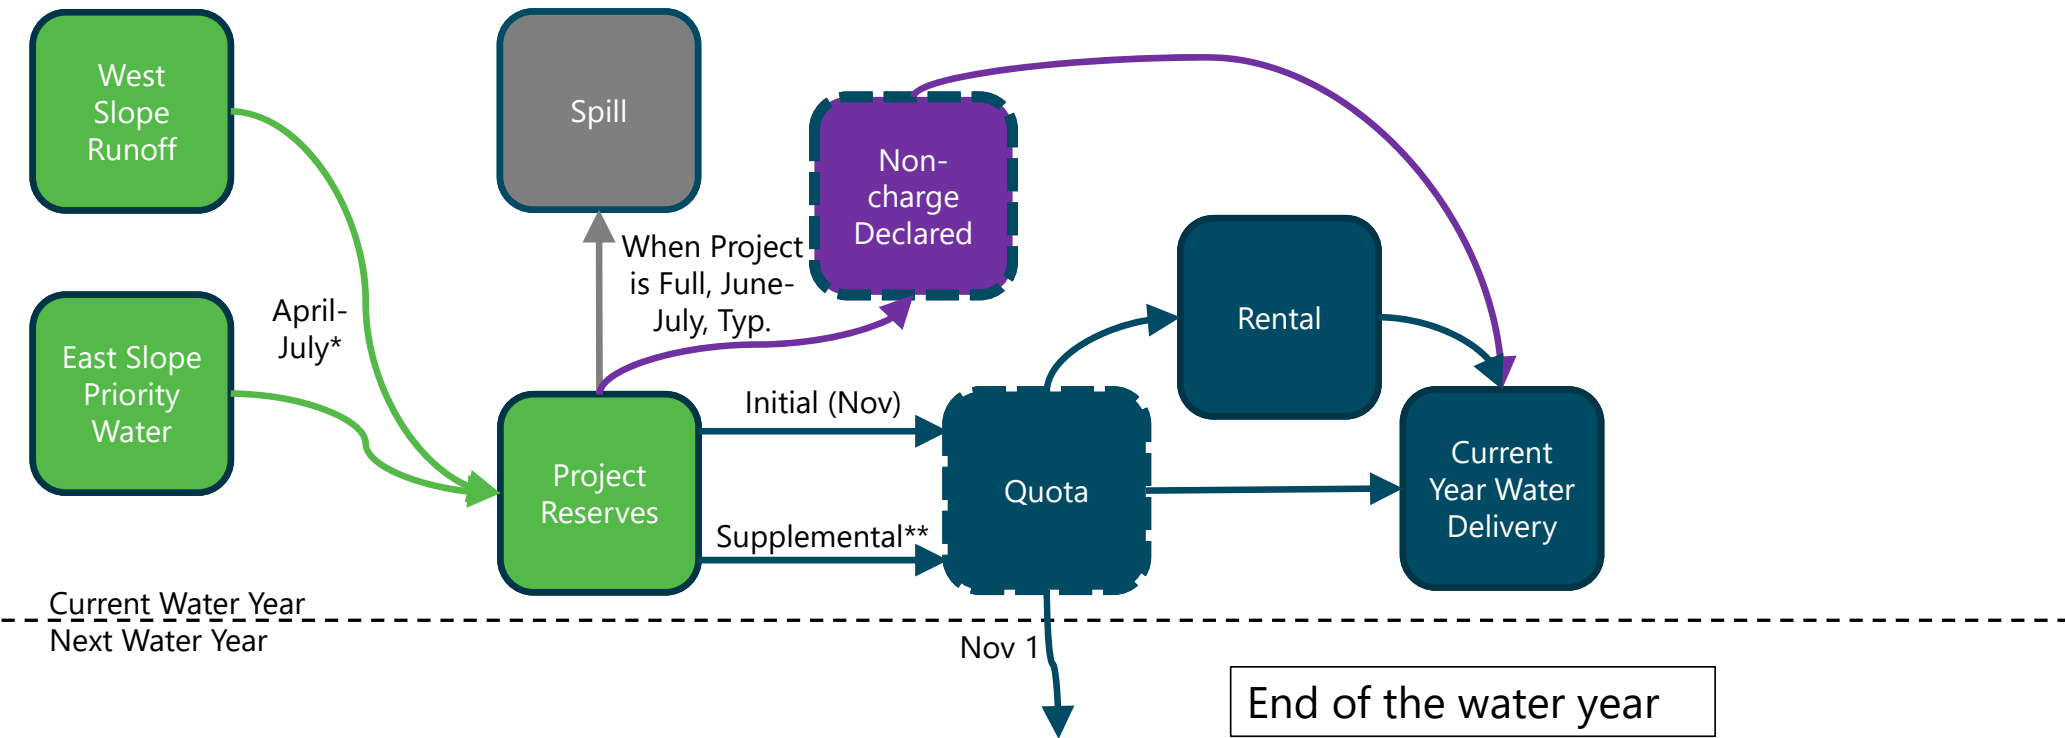 West
Slope
Runoff
Spill
Non-
charge
Declared
When Project
is Full, June-
July, Typ.
Rental
April-
July*
East Slope
Priority
Water
Initial (Nov)
Project
Reserves
Quota
Current
Year Water
Delivery
Supplemental**
Current Water Year
Next Water Year
Nov 1
End of the water year